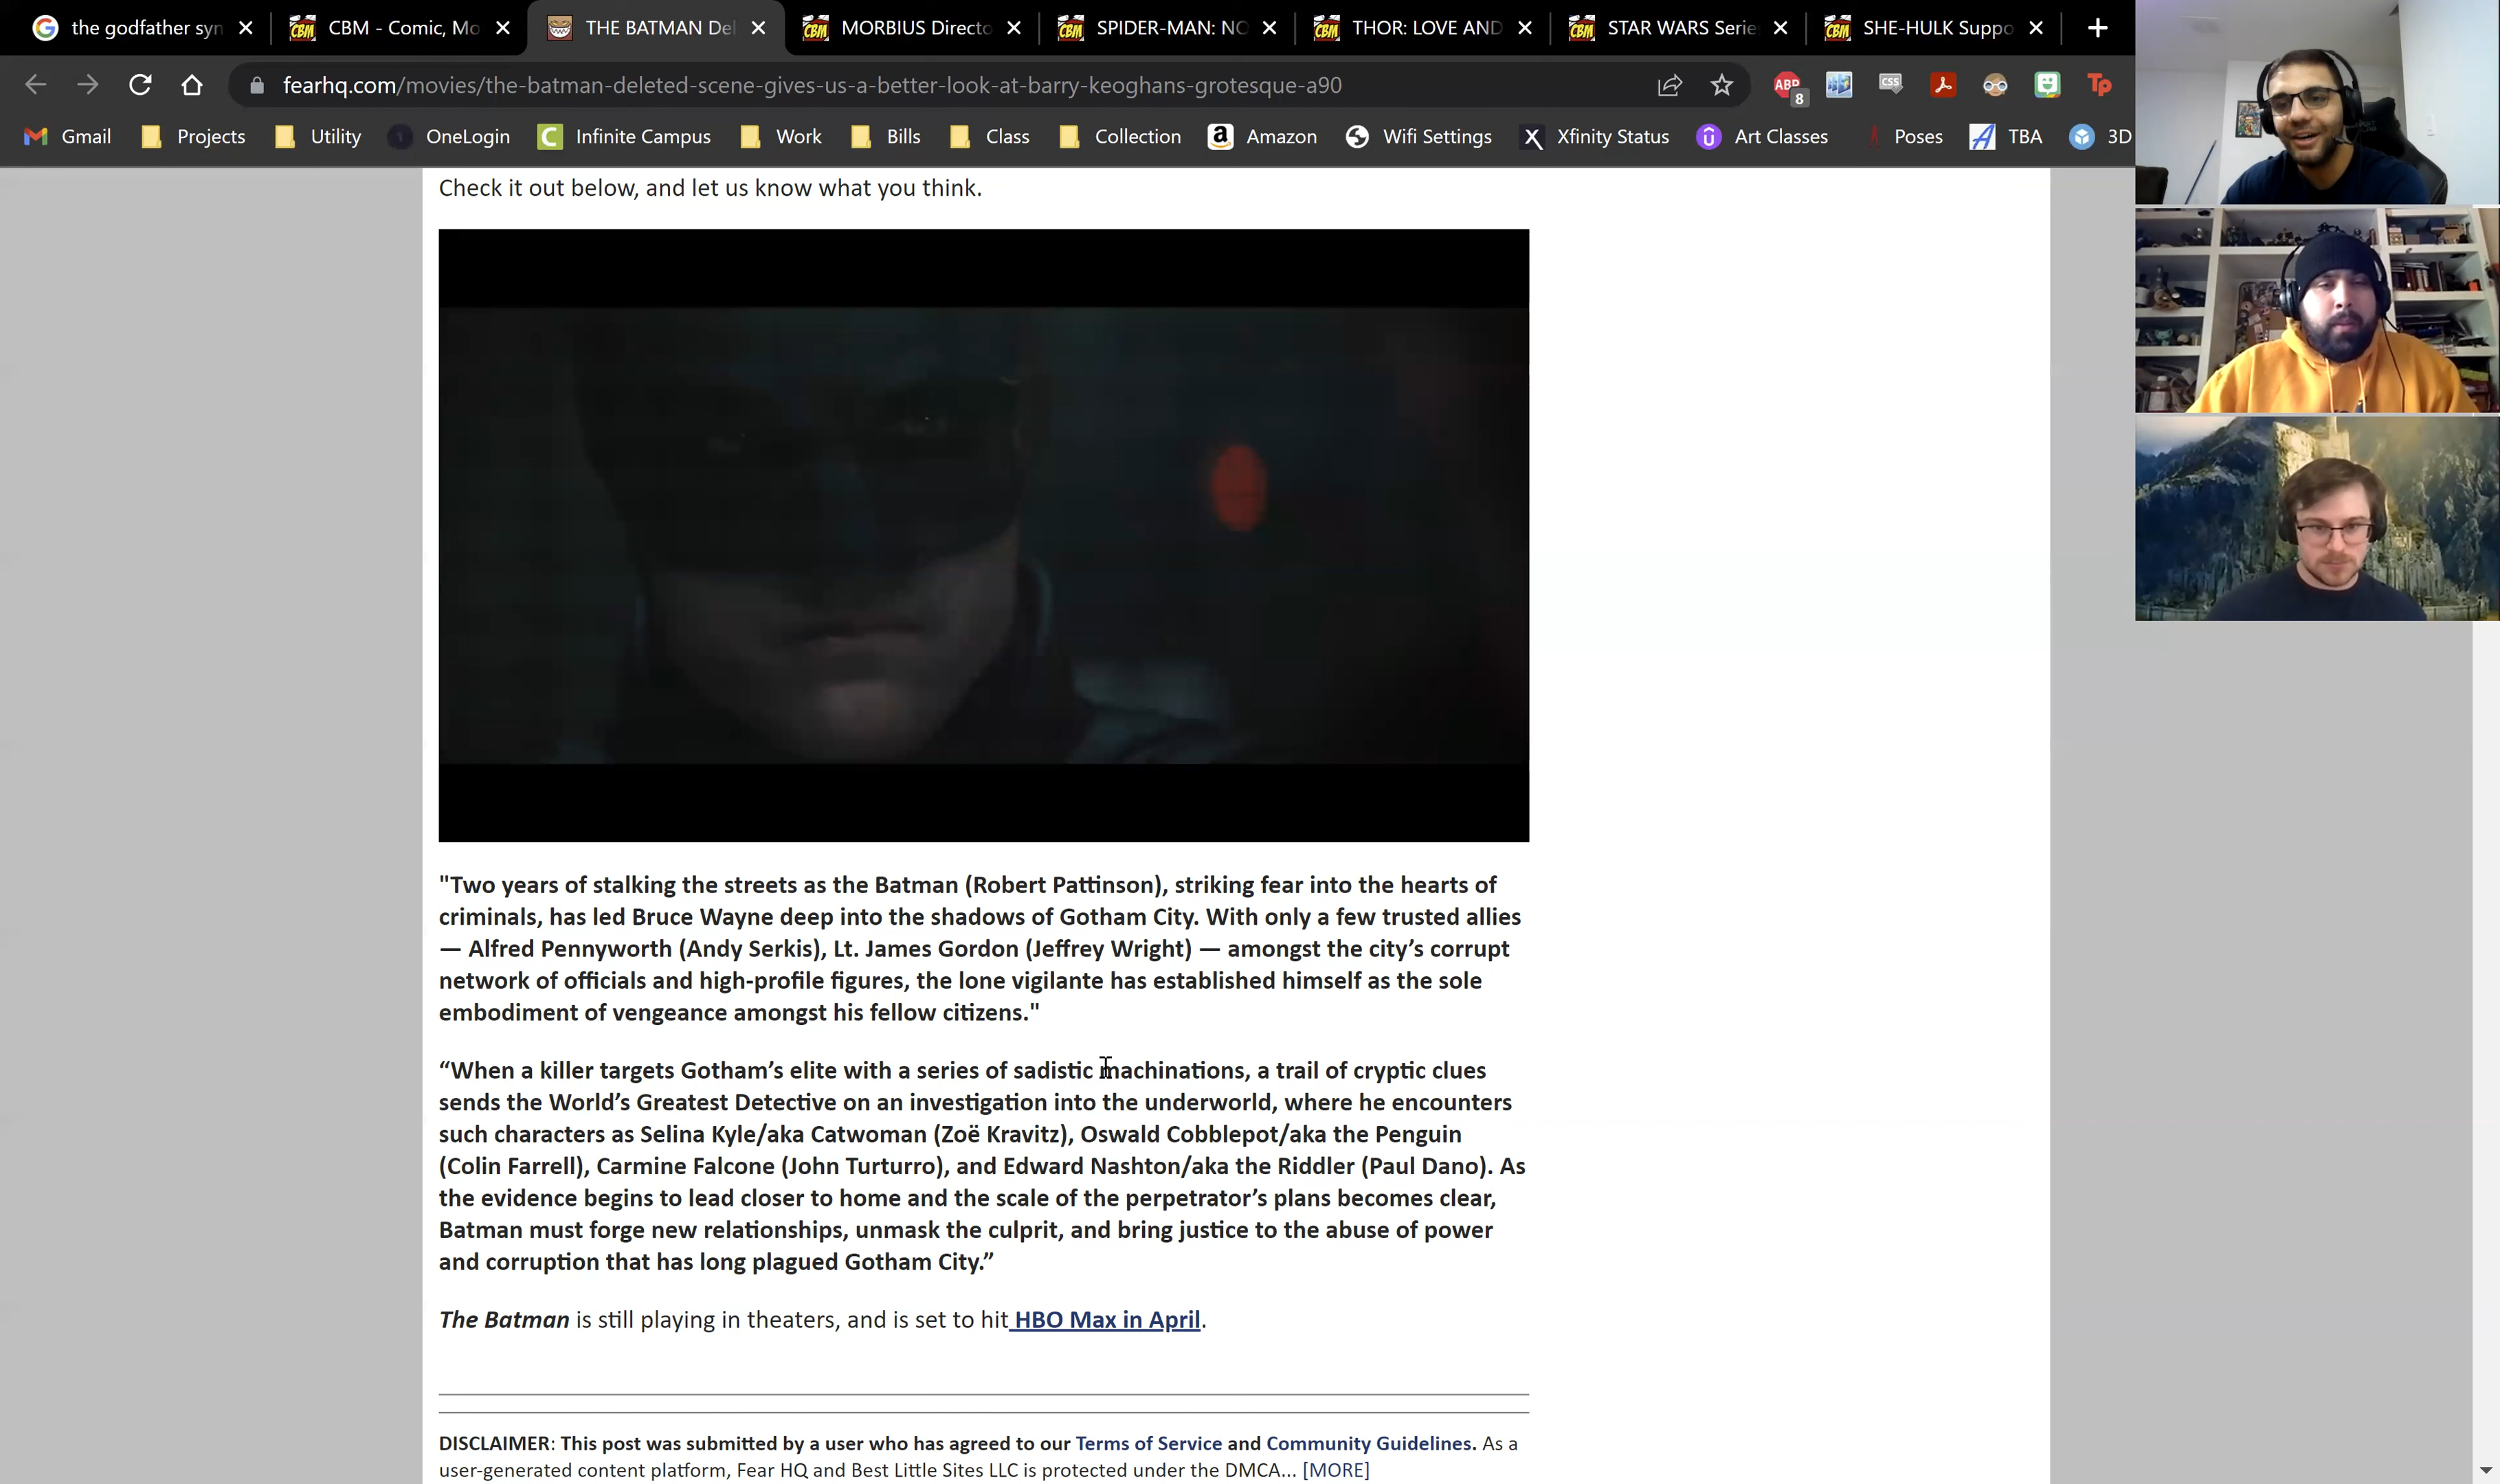 the godfather syn
CBM - Comic, Mo
THE BATMAN Del
MORBIUS Directo
SPIDER-MAN: NO
THOR: LOVE AND
STAR WARS Serie
SHE-HULK Suppo
fearhq.com/movies/the-batman-deleted-scene-gives-us-a-better-look-at-barry-keoghans-grotesque-a90
ABP
8
CSS
Tp
Gmail
Projects
Utility
OneLogin
Infinite Campus
Work
Bills
Class
Collection
Amazon
Wifi Settings
Xfinity Status
Art Classes
Poses
TBA
3D
Check it out below, and let us know what you think.
"Two years of stalking the streets as the Batman (Robert Pattinson), striking fear into the hearts of
criminals, has led Bruce Wayne deep into the shadows of Gotham City. With only a few trusted allies
— Alfred Pennyworth (Andy Serkis), Lt. James Gordon (Jeffrey Wright) — amongst the city’s corrupt
network of officials and high-profile figures, the lone vigilante has established himself as the sole
embodiment of vengeance amongst his fellow citizens."
“When a killer targets Gotham’s elite with a series of sadistic machinations, a trail of cryptic clues
sends the World’s Greatest Detective on an investigation into the underworld, where he encounters
such characters as Selina Kyle/aka Catwoman (Zoë Kravitz), Oswald Cobblepot/aka the Penguin
(Colin Farrell), Carmine Falcone (John Turturro), and Edward Nashton/aka the Riddler (Paul Dano). As
the evidence begins to lead closer to home and the scale of the perpetrator’s plans becomes clear,
Batman must forge new relationships, unmask the culprit, and bring justice to the abuse of power
and corruption that has long plagued Gotham City.”
The Batman is still playing in theaters, and is set to hit HBO Max in April.
DISCLAIMER: This post was submitted by a user who has agreed to our Terms of Service and Community Guidelines. As a
user-generated content platform, Fear HQ and Best Little Sites LLC is protected under the DMCA... [MORE]